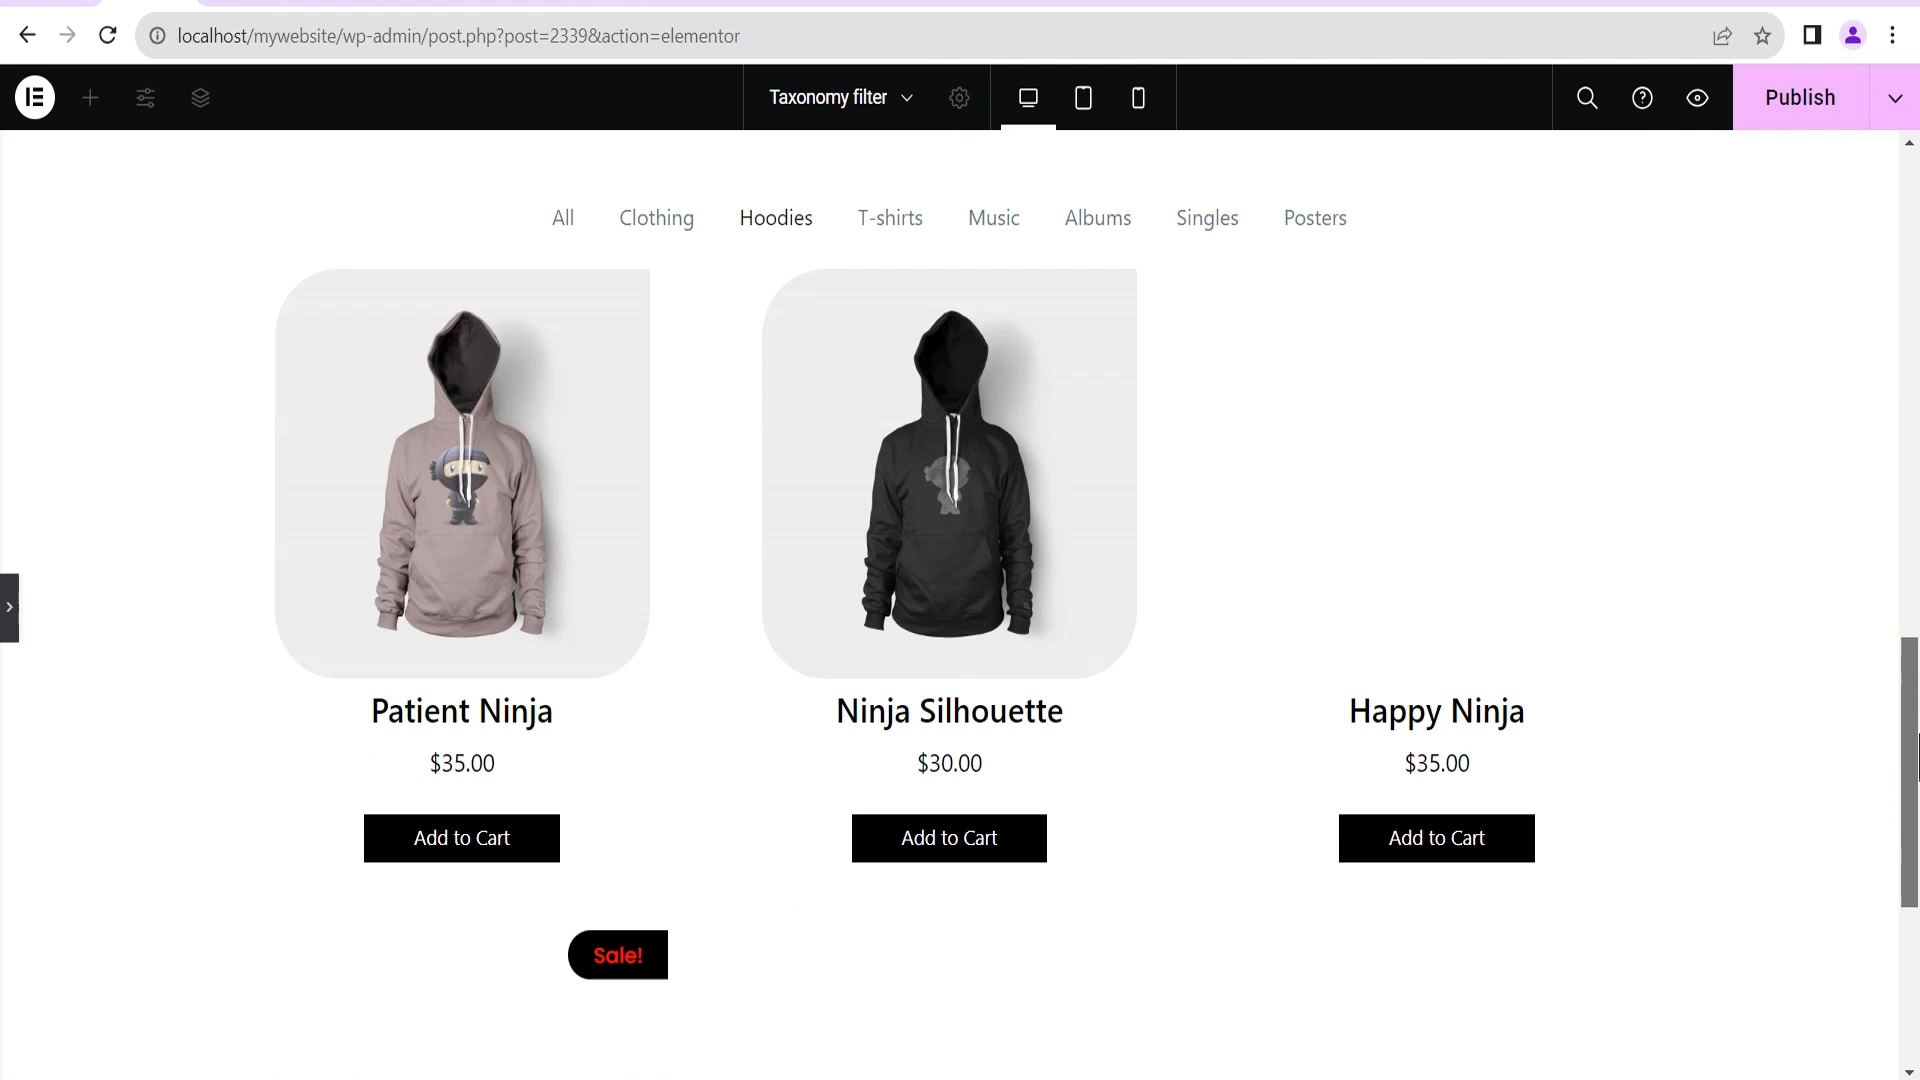 localhost/mywebsite/wp-admin/post.php?post=2339&action=elementor
Taxonomy filter
Publish
All Clothing Hoodies T-shirts Music Albums Singles Posters
Patient Ninja Ninja Silhouette Happy Ninja
$35.00 $30.00 $35.00
Add to Cart Add to Cart Add to Cart
Sale!